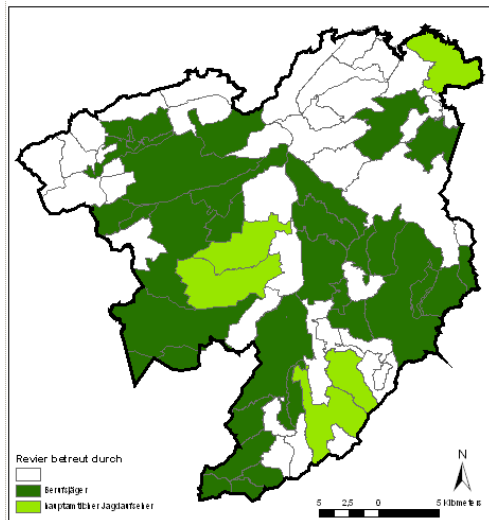 Revier betreut durch
Berufsjäger
hauptamtlicher Jagdaufseher
N
5 2,5 0 5 Kilometers